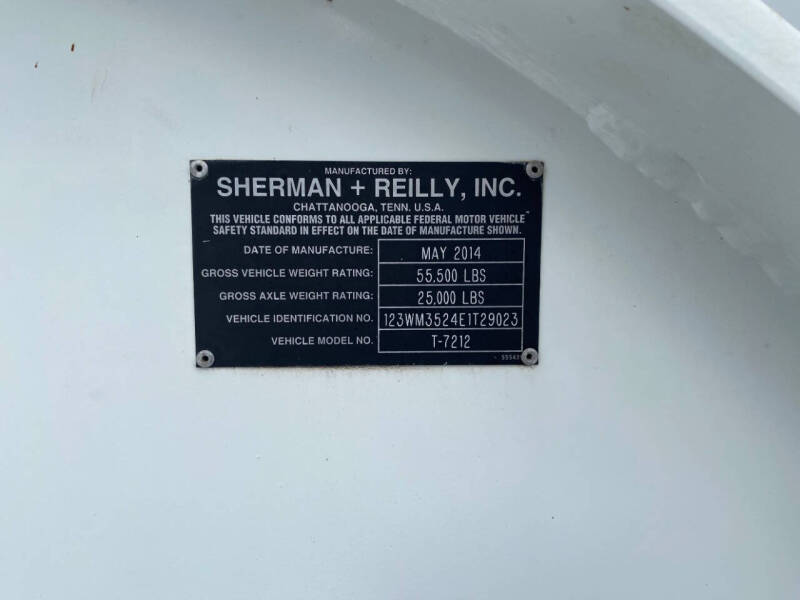 MANUFACTURED BY:
SHERMAN + REILLY, INC.
CHATTANOOGA, TENN. U.S.A.
THIS VEHICLE CONFORMS TO ALL APPLICABLE FEDERAL MOTOR VEHICLE
SAFETY STANDARD IN EFFECT ON THE DATE OF MANUFACTURE SHOWN.
DATE OF MANUFACTURE: MAY 2014
GROSS VEHICLE WEIGHT RATING: 55,500 LBS
GROSS AXLE WEIGHT RATING: 25,000 LBS
VEHICLE IDENTIFICATION NO. 123WM3524E1T29023
VEHICLE MODEL NO. T-7212